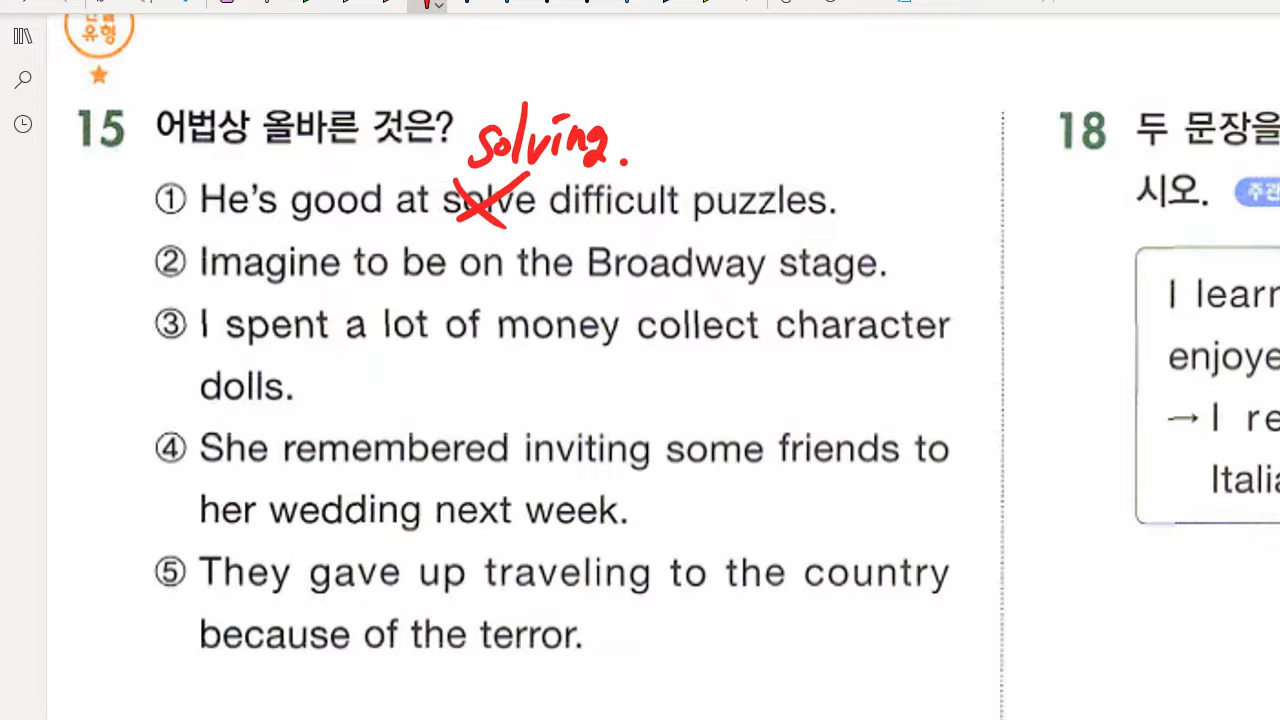 유형
15 어법상 올바른 것은?
solving.
① He's good at solve difficult puzzles.
② Imagine to be on the Broadway stage.
③ I spent a lot of money collect character
dolls.
④ She remembered inviting some friends to
her wedding next week.
⑤ They gave up traveling to the country
because of the terror.
18 두 문장을
시오. 주관
I learn
enjoye
→ I re
Italia